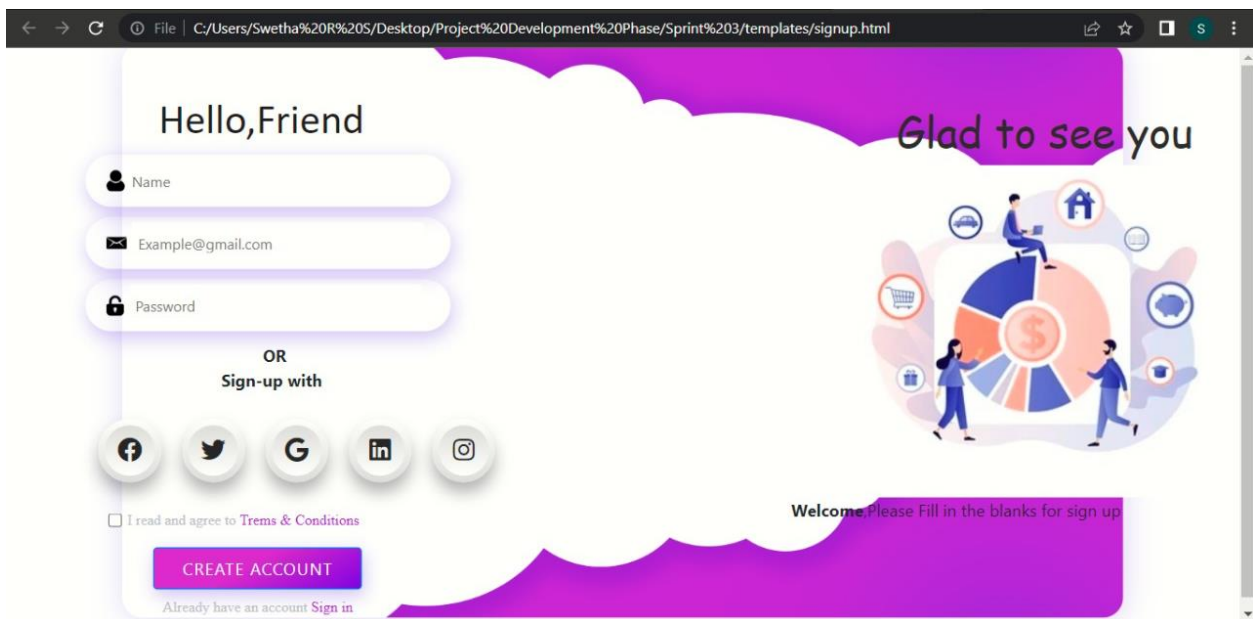 File | C:/Users/Swetha%20R%20S/Desktop/Project%20Development%20Phase/Sprint%203/templates/signup.html
S
Hello,Friend
Name
Example@gmail.com
Password
OR
Sign-up with
G
in
I read and agree to Trems & Conditions
CREATE ACCOUNT
Already have an account Sign in
Glad to see you
$
Welcome,Please Fill in the blanks for sign up